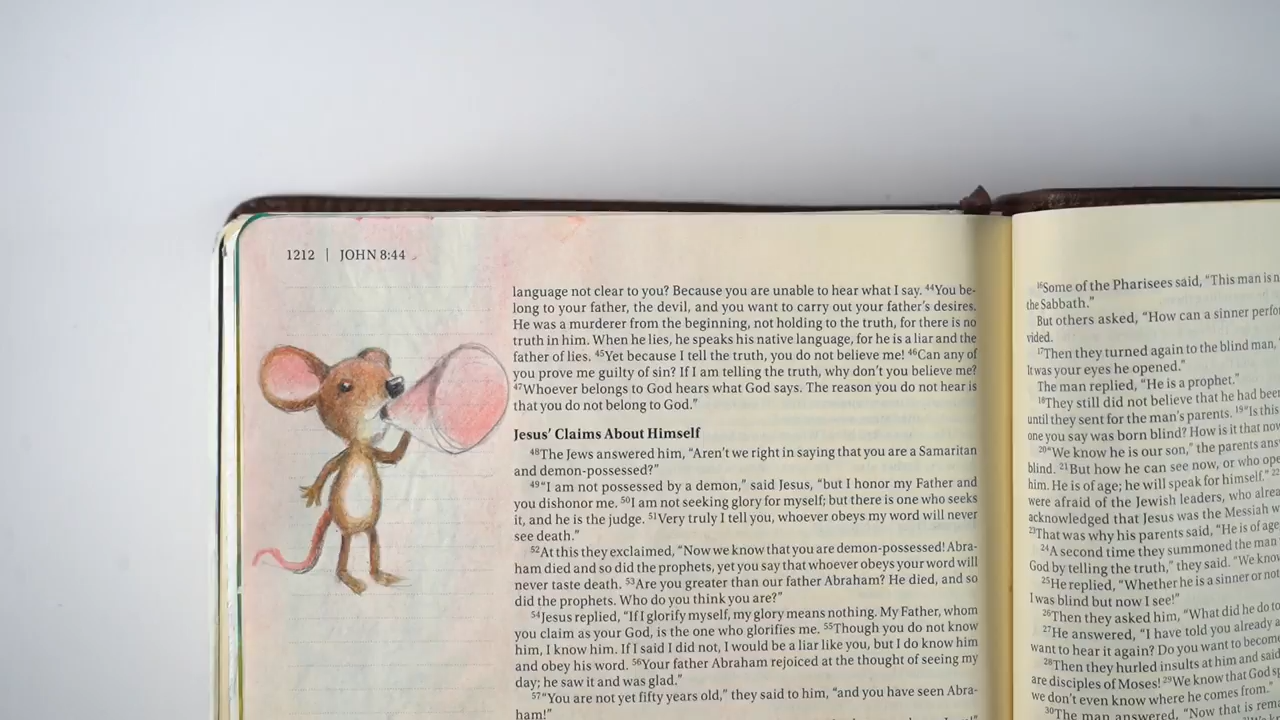 1212 | JOHN 8:44
language not clear to you? Because you are unable to hear what I say. ⁴⁴You be-
long to your father, the devil, and you want to carry out your father’s desires.
He was a murderer from the beginning, not holding to the truth, for there is no
truth in him. When he lies, he speaks his native language, for he is a liar and the
father of lies. ⁴⁵Yet because I tell the truth, you do not believe me! ⁴⁶Can any of
you prove me guilty of sin? If I am telling the truth, why don’t you believe me?
⁴⁷Whoever belongs to God hears what God says. The reason you do not hear is
that you do not belong to God.”
Jesus’ Claims About Himself
⁴⁸The Jews answered him, “Aren’t we right in saying that you are a Samaritan
and demon-possessed?”
⁴⁹“I am not possessed by a demon,” said Jesus, “but I honor my Father and
you dishonor me. ⁵⁰I am not seeking glory for myself; but there is one who seeks
it, and he is the judge. ⁵¹Very truly I tell you, whoever obeys my word will never
see death.”
⁵²At this they exclaimed, “Now we know that you are demon-possessed! Abra-
ham died and so did the prophets, yet you say that whoever obeys your word will
never taste death. ⁵³Are you greater than our father Abraham? He died, and so
did the prophets. Who do you think you are?”
⁵⁴Jesus replied, “If I glorify myself, my glory means nothing. My Father, whom
you claim as your God, is the one who glorifies me. ⁵⁵Though you do not know
him, I know him. If I said I did not, I would be a liar like you, but I do know him
and obey his word. ⁵⁶Your father Abraham rejoiced at the thought of seeing my
day; he saw it and was glad.”
⁵⁷“You are not yet fifty years old,” they said to him, “and you have seen Abra-
ham!”
¹⁶Some of the Pharisees said, “This man is n
the Sabbath.”
But others asked, “How can a sinner perfo
vided.
¹⁷Then they turned again to the blind man, “
It was your eyes he opened.”
The man replied, “He is a prophet.”
¹⁸They still did not believe that he had bee
until they sent for the man’s parents. ¹⁹“Is this
one you say was born blind? How is it that now
²⁰“We know he is our son,” the parents ans
blind. ²¹But how he can see now, or who ope
him. He is of age; he will speak for himself.” ²²
were afraid of the Jewish leaders, who alrea
acknowledged that Jesus was the Messiah w
²³That was why his parents said, “He is of age
²⁴A second time they summoned the man
God by telling the truth,” they said. “We kno
²⁵He replied, “Whether he is a sinner or not
I was blind but now I see!”
²⁶Then they asked him, “What did he do to
²⁷He answered, “I have told you already a
want to hear it again? Do you want to becom
²⁸Then they hurled insults at him and said
are disciples of Moses! ²⁹We know that God sp
we don’t even know where he comes from.”
³⁰The man answered, “Now that is rem